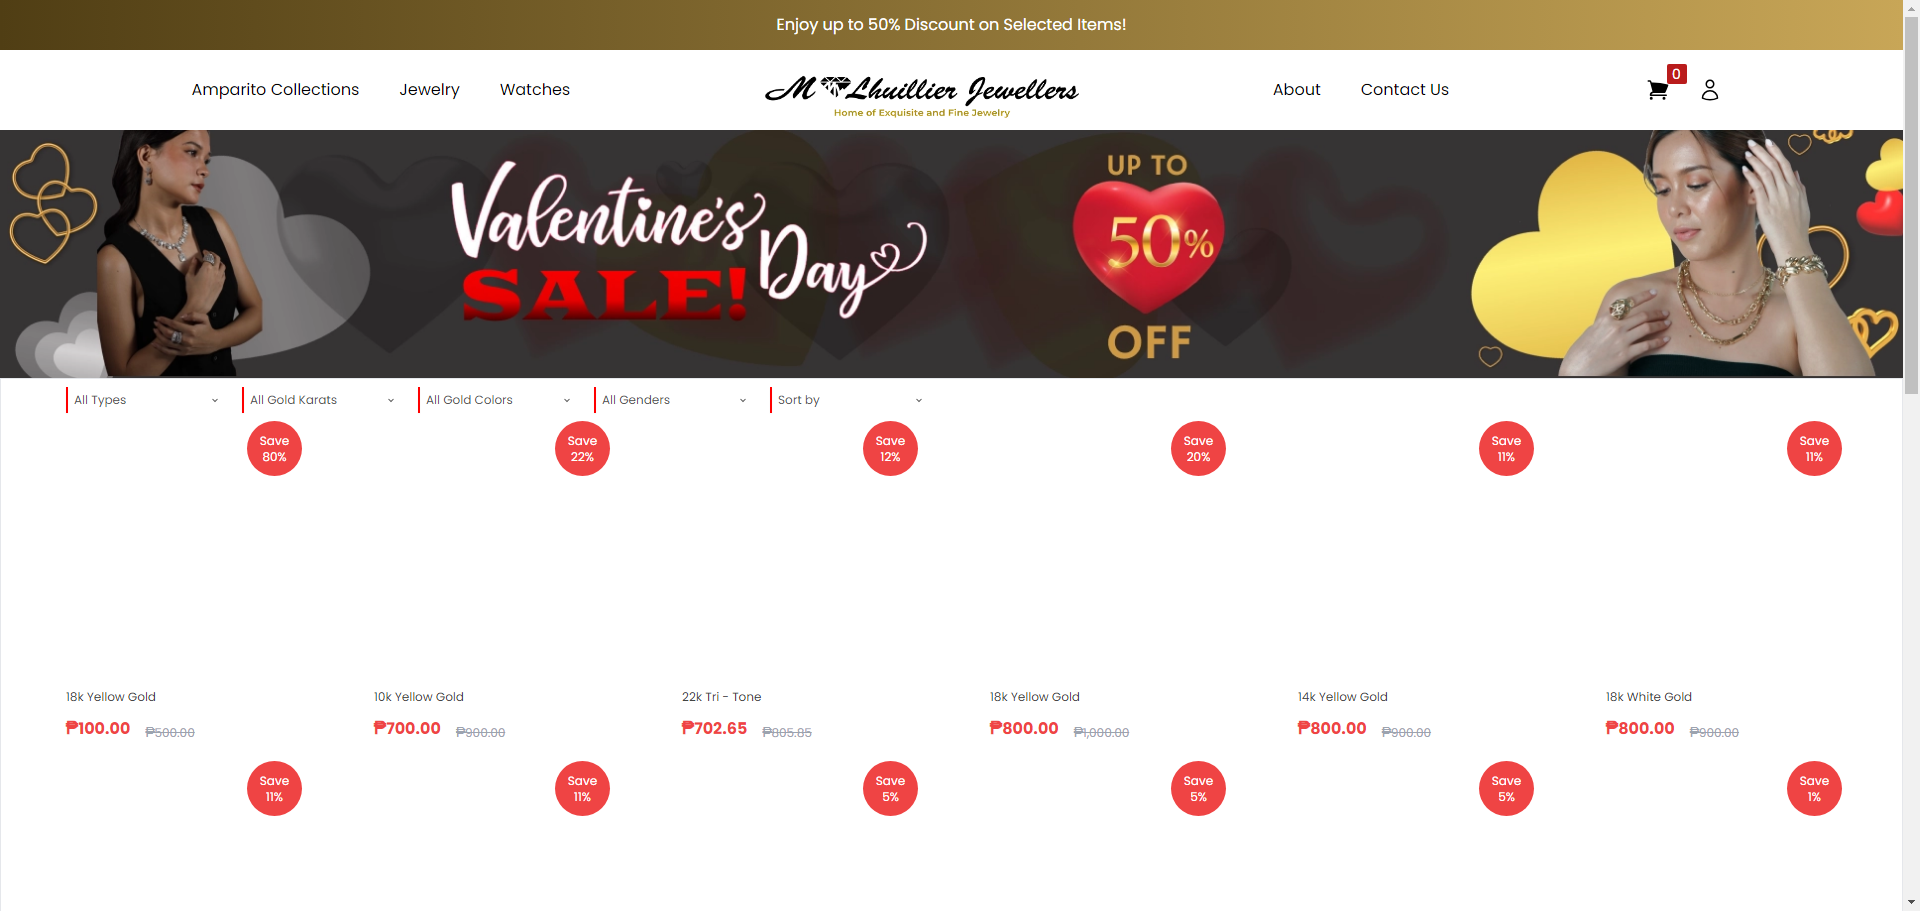 Enjoy up to 50% Discount on Selected Items!
Amparito Collections Jewelry Watches M Lhuillier Jewellers About Contact Us 0
Home of Exquisite and Fine Jewelry
Valentine's Day
SALE!
UP TO
50%
OFF
All Types All Gold Karats All Gold Colors All Genders Sort by
Save 80%
Save 22%
Save 12%
Save 20%
Save 11%
Save 11%
18k Yellow Gold
₱100.00 ₱500.00
10k Yellow Gold
₱700.00 ₱900.00
22k Tri - Tone
₱702.65 ₱805.85
18k Yellow Gold
₱800.00 ₱1,000.00
14k Yellow Gold
₱800.00 ₱900.00
18k White Gold
₱800.00 ₱900.00
Save 11%
Save 11%
Save 5%
Save 5%
Save 5%
Save 1%